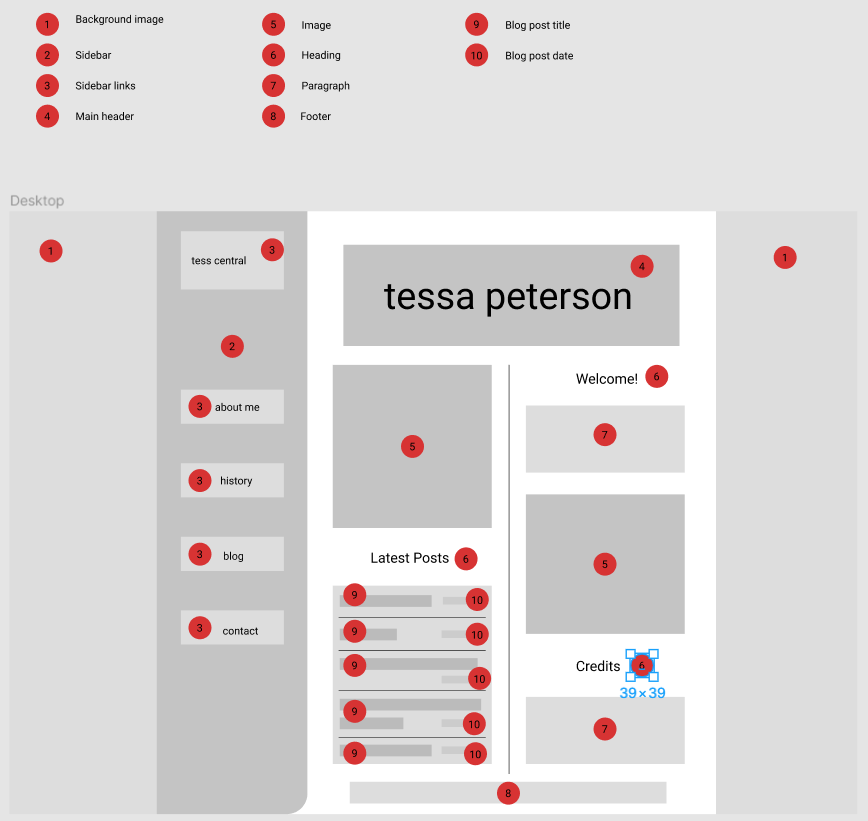 1 Background image 5 Image 9 Blog post title
2 Sidebar 6 Heading 10 Blog post date
3 Sidebar links 7 Paragraph
4 Main header 8 Footer
Desktop
1
tess central 3
2
3 about me
3 history
3 blog
3 contact
4
tessa peterson
5
Latest Posts 6
9 10
9 10
9 10
9 10
9 10
Welcome! 6
7
5
Credits 6
39×39
7
8
1